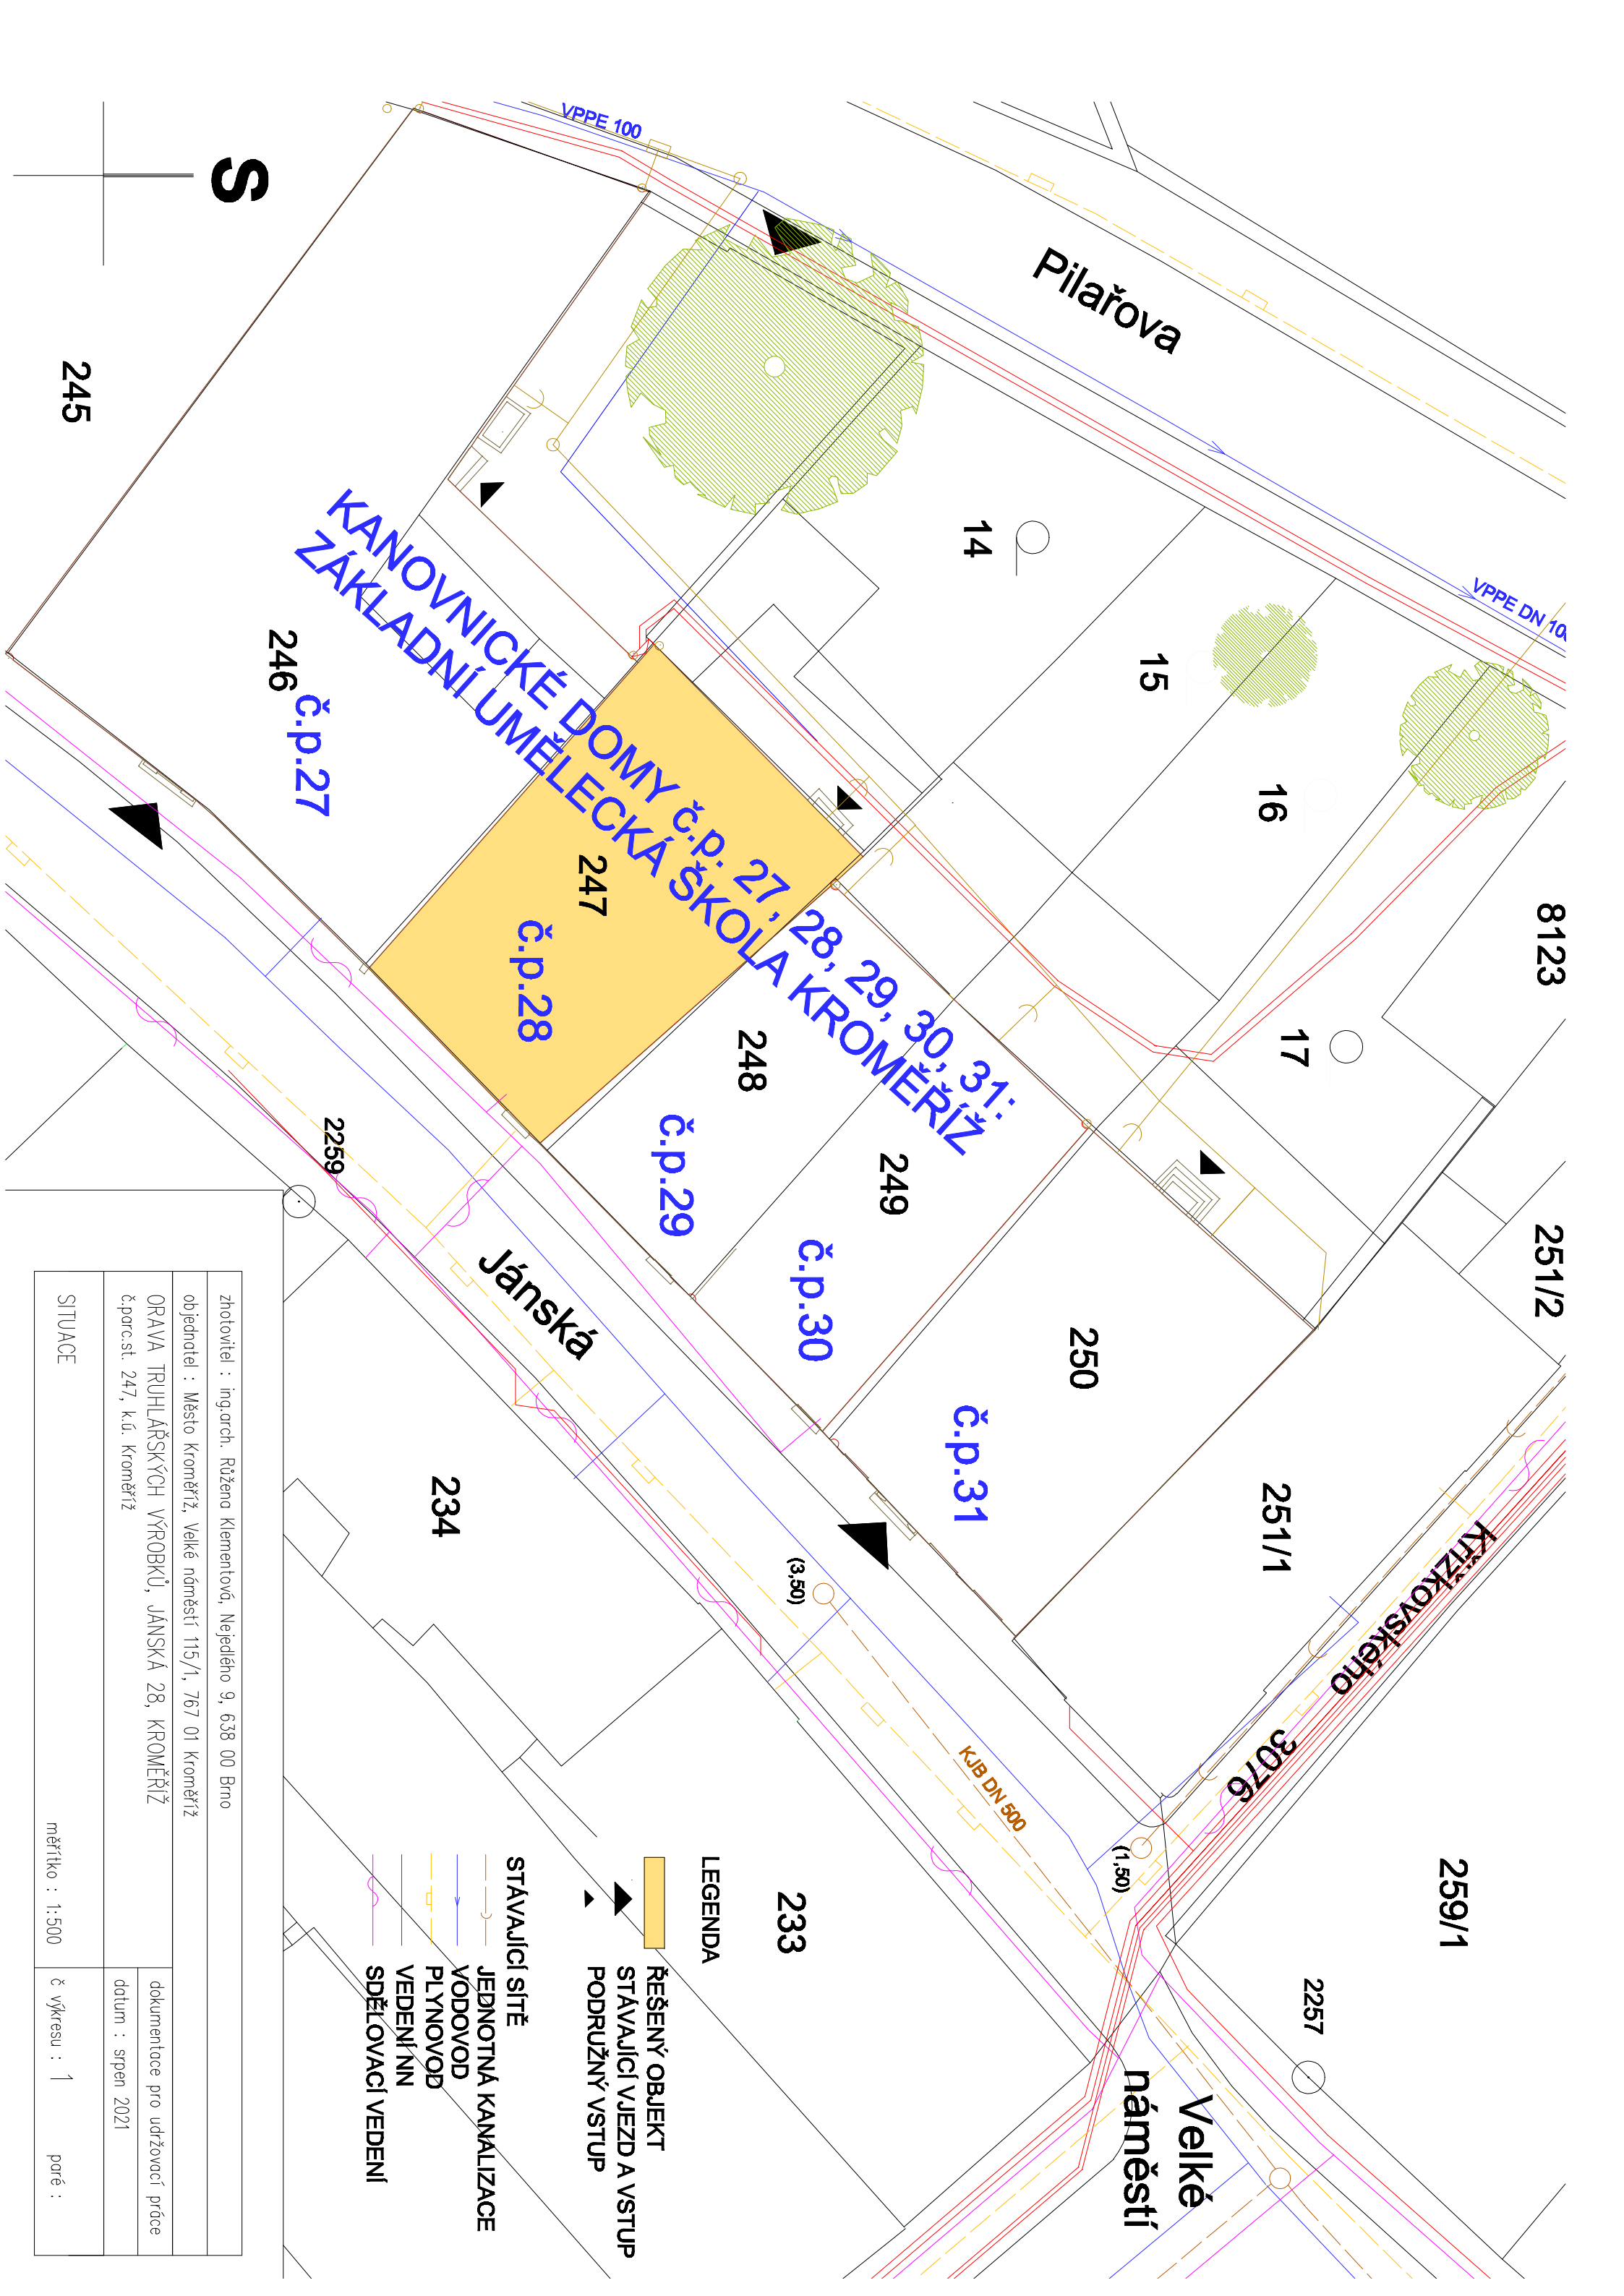 S
VPPE 100
Pilařova
VPPE DN 100
245
246
č.p.27
14
15
16
17
8123
251/2
KANOVNICKÉ DOMY č.p. 27, 28, 29, 30, 31:
ZÁKLADNÍ UMĚLECKÁ ŠKOLA KROMĚŘÍŽ
247
č.p.28
248
č.p.29
249
č.p.30
250
č.p.31
251/1
2259
Jánská
234
(3,50)
KJB DN 500
(1,50)
Křížkovského
3076
259/1
2257
233
Velké
náměstí
LEGENDA
ŘEŠENÝ OBJEKT
STÁVAJÍCÍ VJEZD A VSTUP
PODRUŽNÝ VSTUP
STÁVAJÍCÍ SÍTĚ
JEDNOTNÁ KANALIZACE
VODOVOD
PLYNOVOD
VEDENÍ NN
SDĚLOVACÍ VEDENÍ
zhotovitel : ing.arch. Růžena Klementová, Nejedlého 9, 638 00 Brno
objednatel : Město Kroměříž, Velké náměstí 115/1, 767 01 Kroměříž
ORAVA TRUHLÁŘSKÝCH VÝROBKŮ, JÁNSKÁ 28, KROMĚŘÍŽ
č.parc.st. 247, k.ú. Kroměříž
dokumentace pro udržovací práce
datum : srpen 2021
SITUACE
měřítko : 1:500
č výkresu : 1
paré :